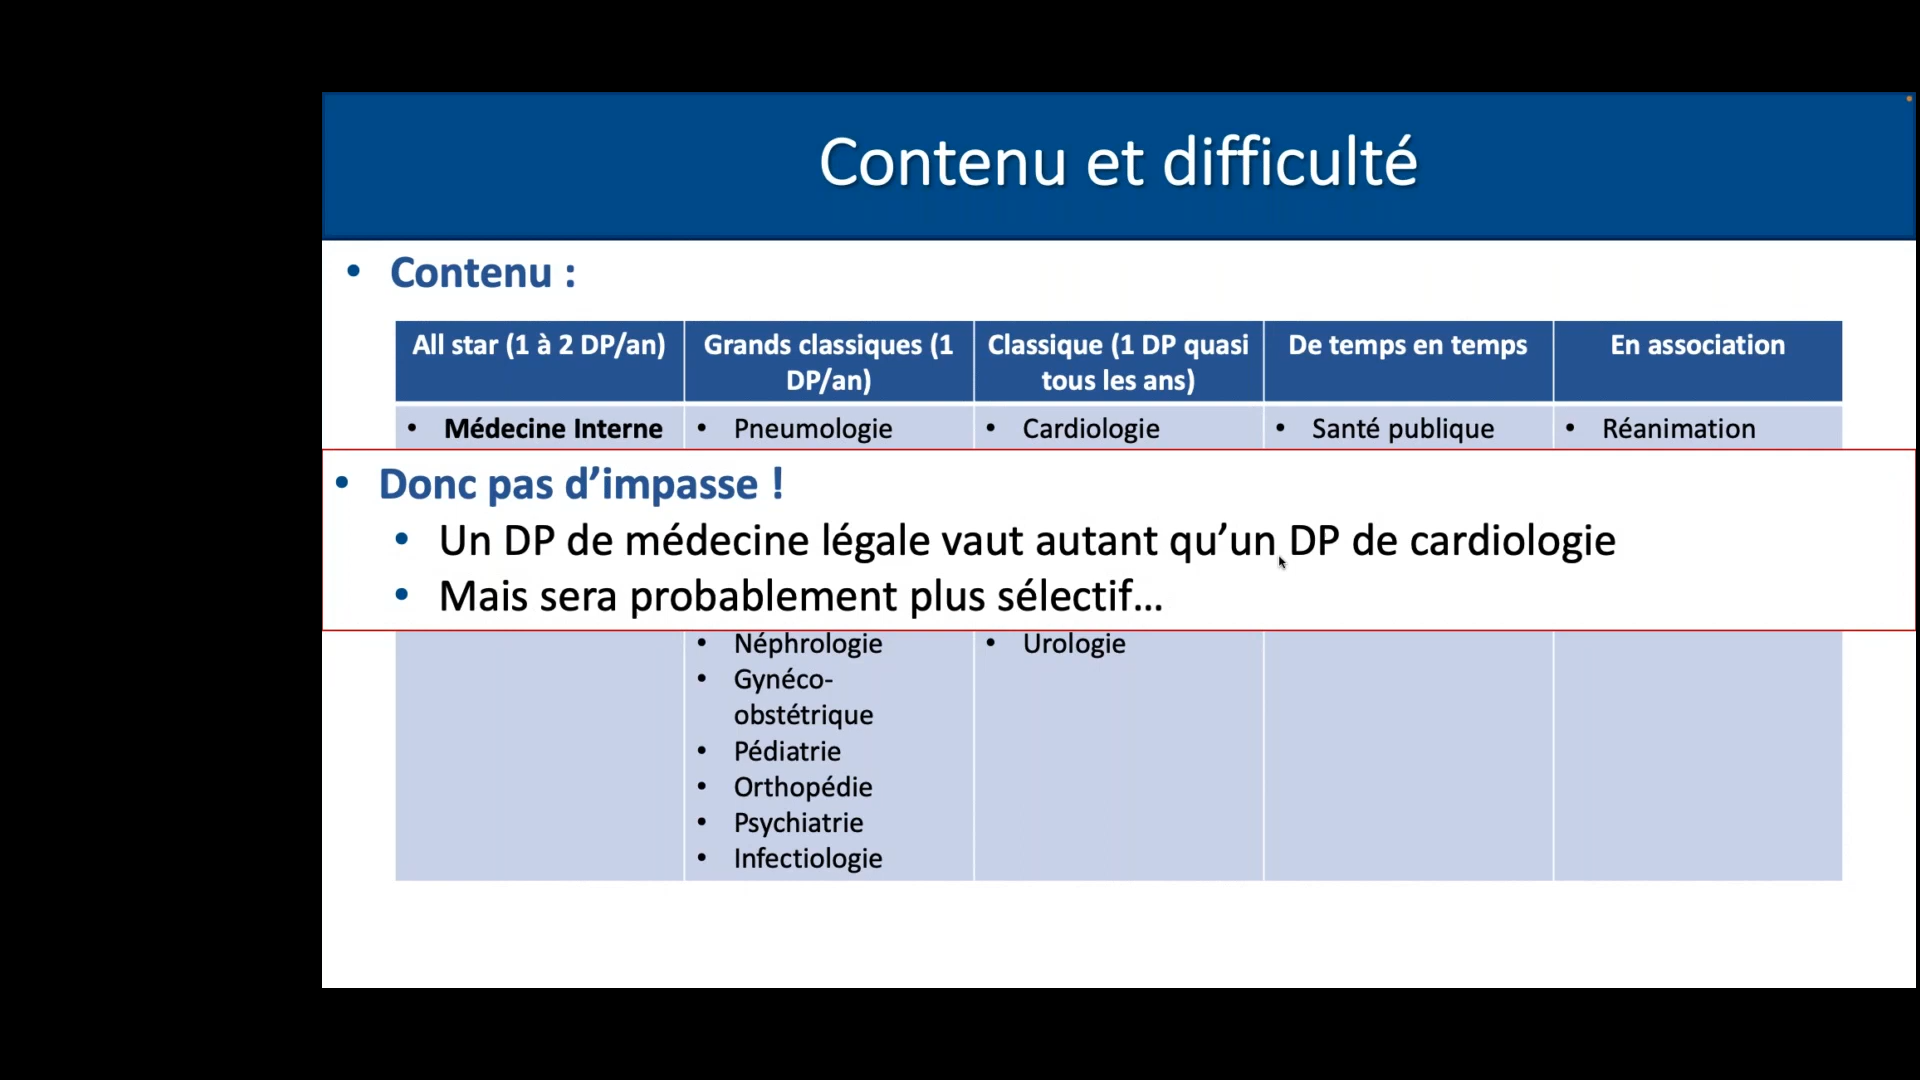 Contenu et difficulté
• Contenu :
All star (1 à 2 DP/an)
Grands classiques (1
DP/an)
Classique (1 DP quasi
tous les ans)
De temps en temps
En association
• Médecine Interne
• Pneumologie
• Cardiologie
• Santé publique
• Réanimation
• Donc pas d’impasse !
• Un DP de médecine légale vaut autant qu’un DP de cardiologie
• Mais sera probablement plus sélectif…
• Néphrologie
• Gynéco-
obstétrique
• Pédiatrie
• Orthopédie
• Psychiatrie
• Infectiologie
• Urologie